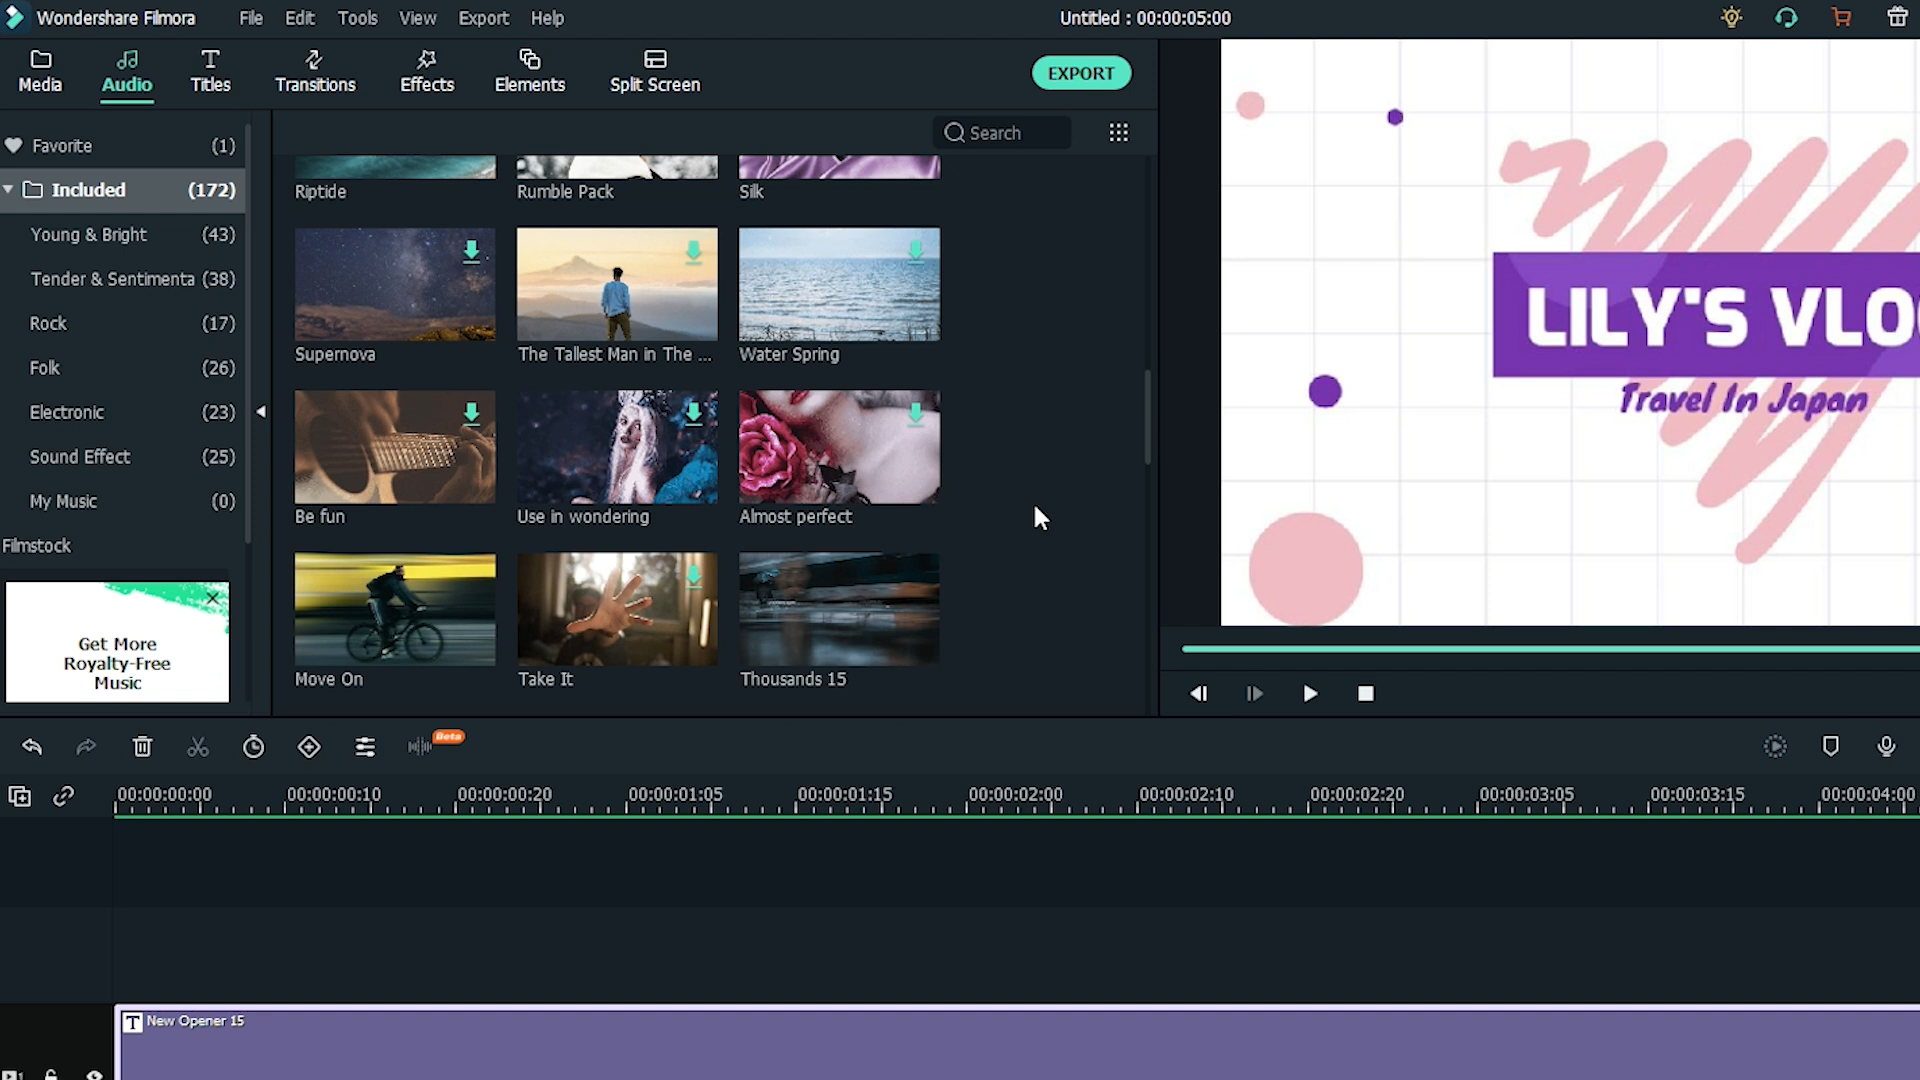 Wondershare Filmora File Edit Tools View Export Help Untitled : 00:00:05:00
Media Audio Titles Transitions Effects Elements Split Screen EXPORT
Favorite (1)
Search
Included (172)
Riptide Rumble Pack Silk
Young & Bright (43)
Tender & Sentimenta (38)
Rock (17)
Supernova The Tallest Man in The ... Water Spring
Folk (26)
Electronic (23)
Sound Effect (25)
My Music (0)
Be fun Use in wondering Almost perfect
Filmstock
Get More
Royalty-Free
Music
Move On Take It Thousands 15
LILY'S VLO
Travel In Japan
Beta
00:00:00:00 00:00:00:10 00:00:00:20 00:00:01:05 00:00:01:15 00:00:02:00 00:00:02:10 00:00:02:20 00:00:03:05 00:00:03:15 00:00:04:00
T New Opener 15